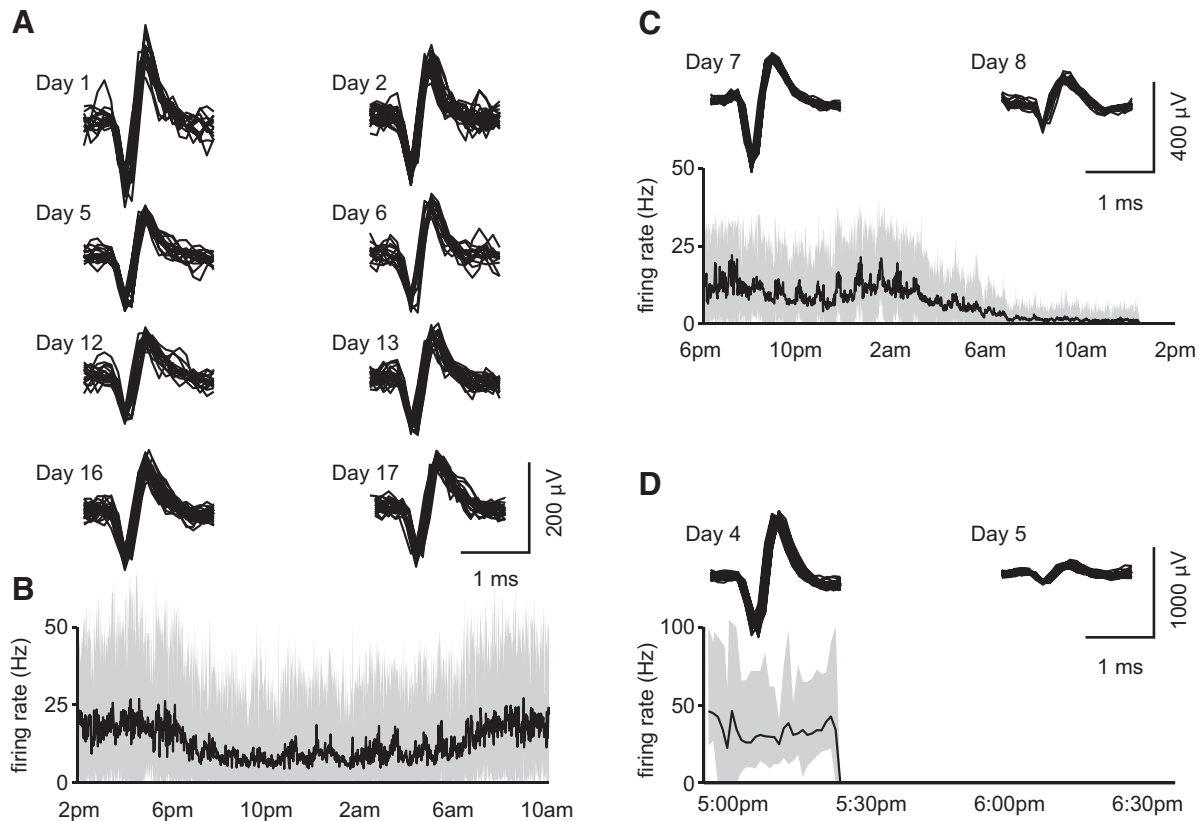 A
Day 1
Day 2
Day 5
Day 6
Day 12
Day 13
Day 16
Day 17
200 µV
1 ms
B
firing rate (Hz)
50
25
0
2pm
6pm
10pm
2am
6am
10am
C
Day 7
Day 8
400 µV
1 ms
firing rate (Hz)
50
25
0
6pm
10pm
2am
6am
10am
2pm
D
Day 4
Day 5
1000 µV
1 ms
firing rate (Hz)
100
50
0
5:00pm
5:30pm
6:00pm
6:30pm